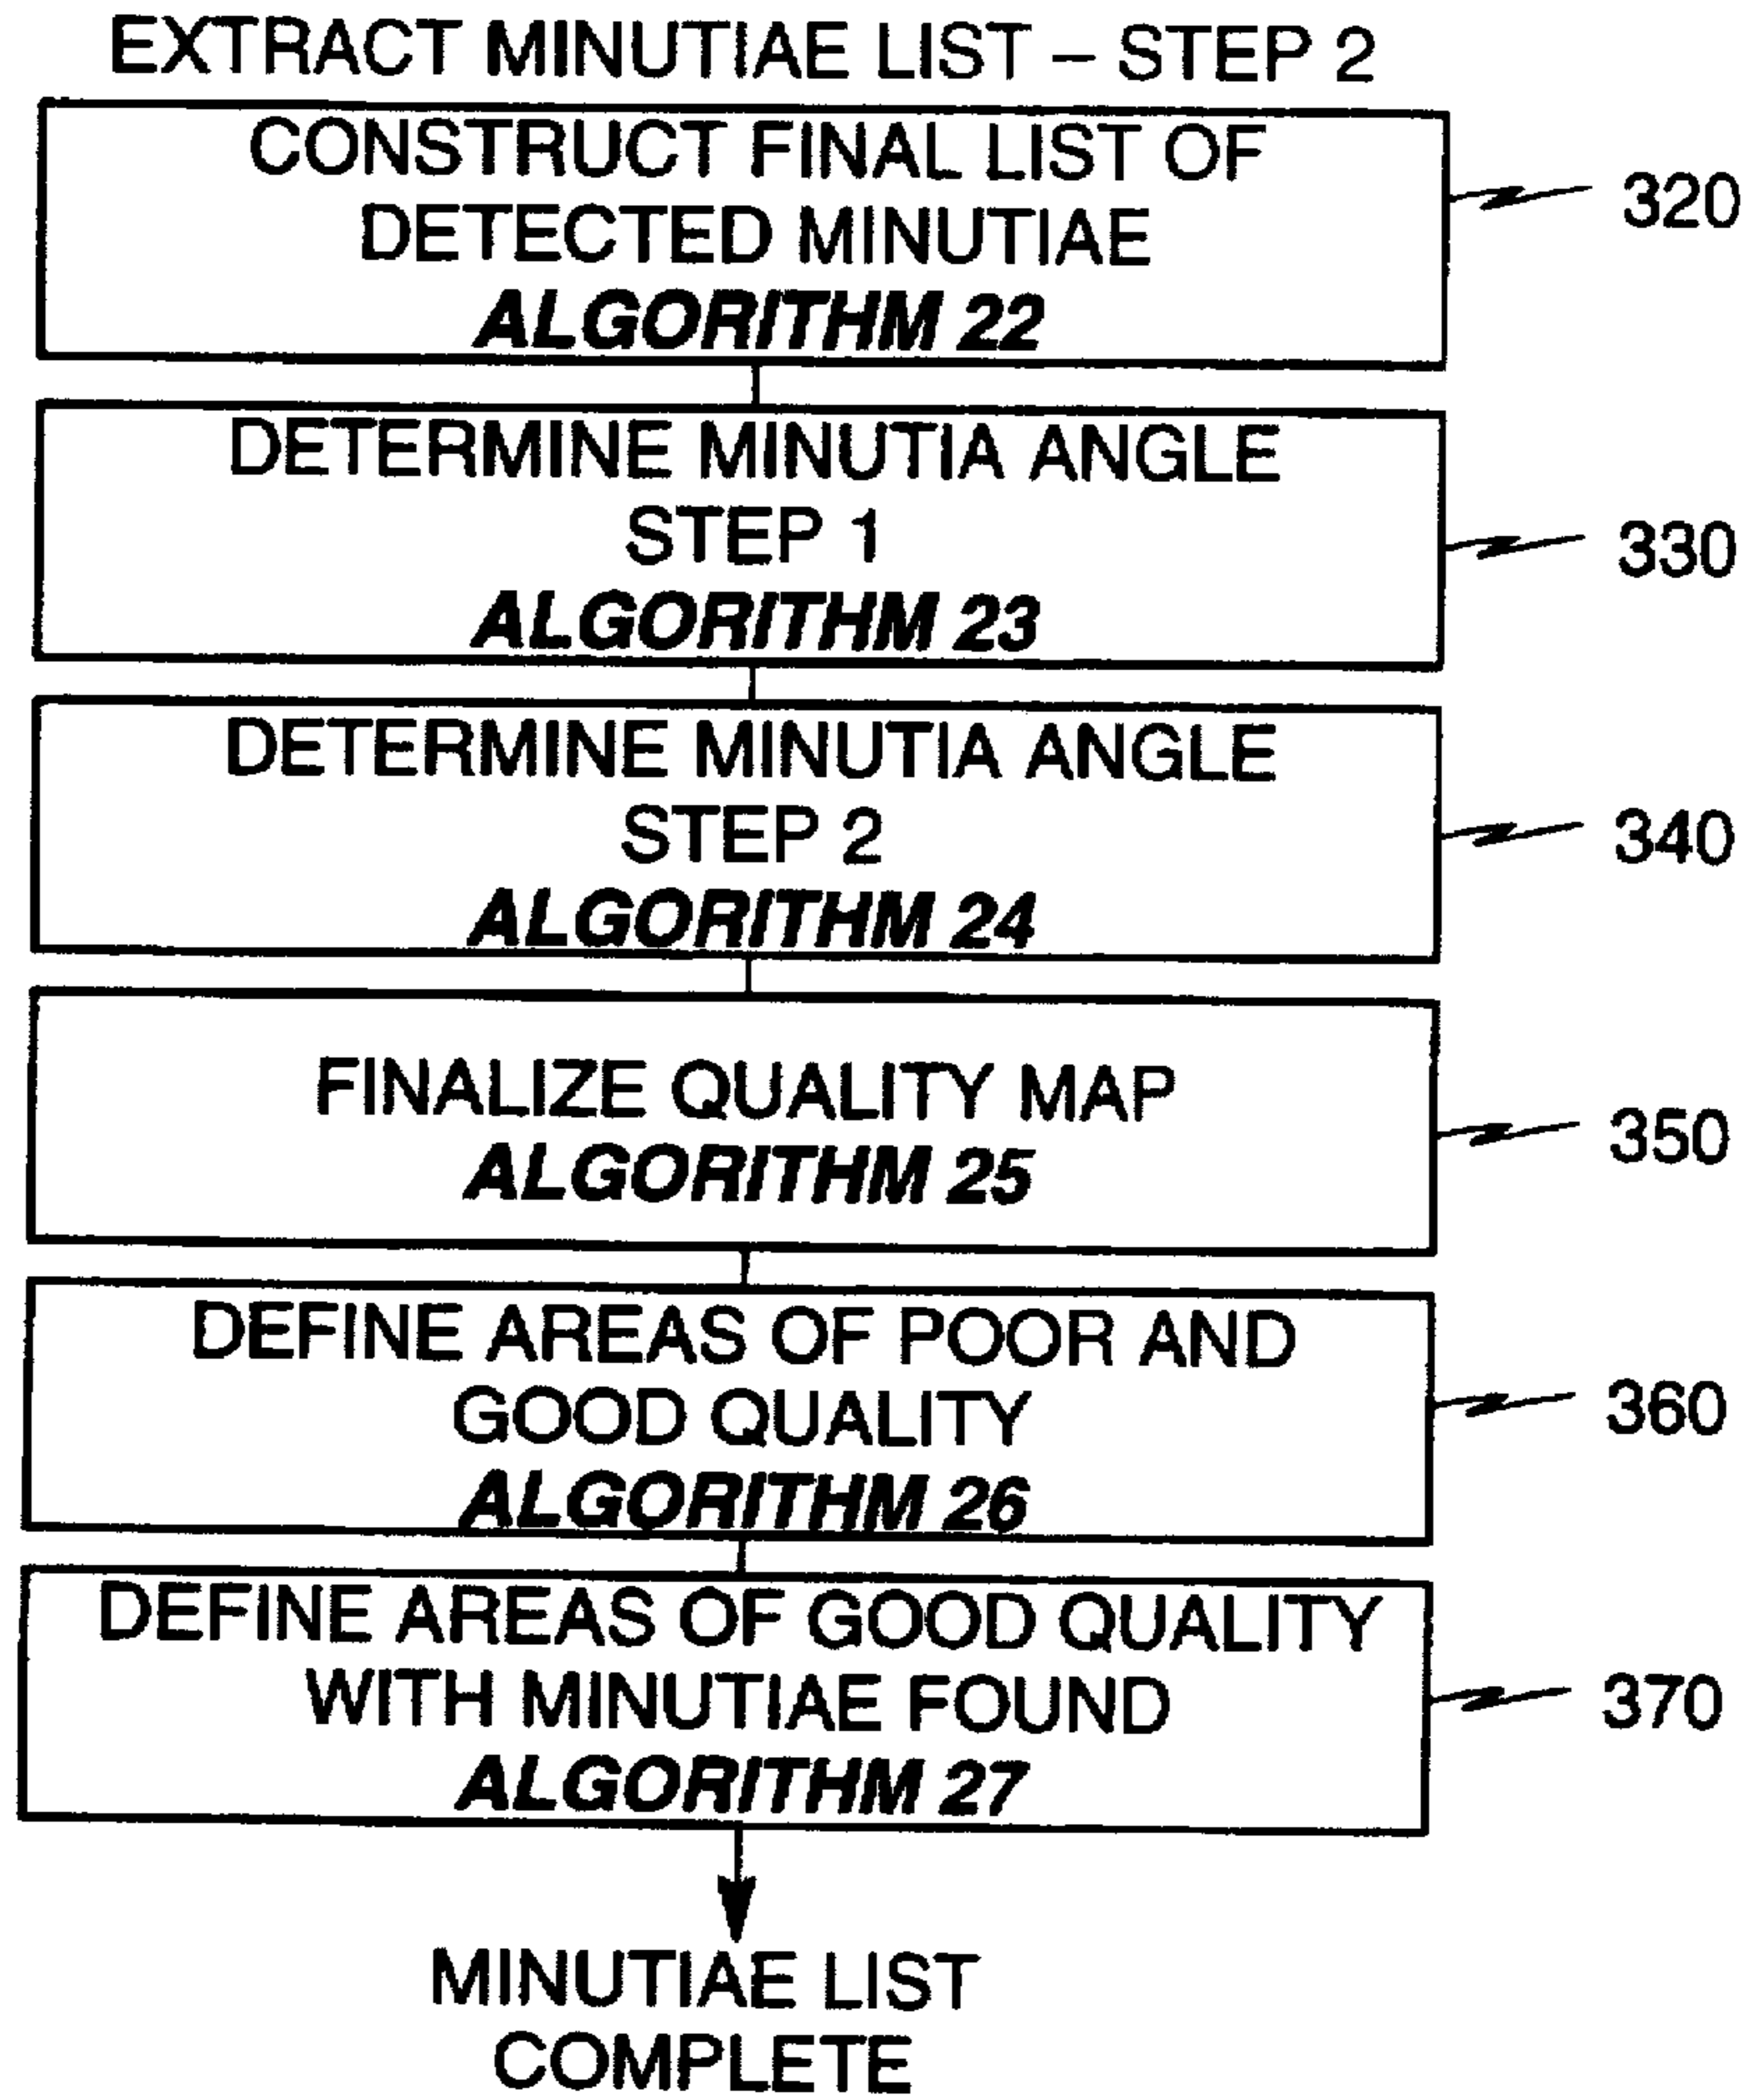 EXTRACT MINUTIAE LIST – STEP 2
CONSTRUCT FINAL LIST OF
DETECTED MINUTIAE
ALGORITHM 22
320
DETERMINE MINUTIA ANGLE
STEP 1
ALGORITHM 23
330
DETERMINE MINUTIA ANGLE
STEP 2
ALGORITHM 24
340
FINALIZE QUALITY MAP
ALGORITHM 25
350
DEFINE AREAS OF POOR AND
GOOD QUALITY
ALGORITHM 26
360
DEFINE AREAS OF GOOD QUALITY
WITH MINUTIAE FOUND
ALGORITHM 27
370
MINUTIAE LIST
COMPLETE